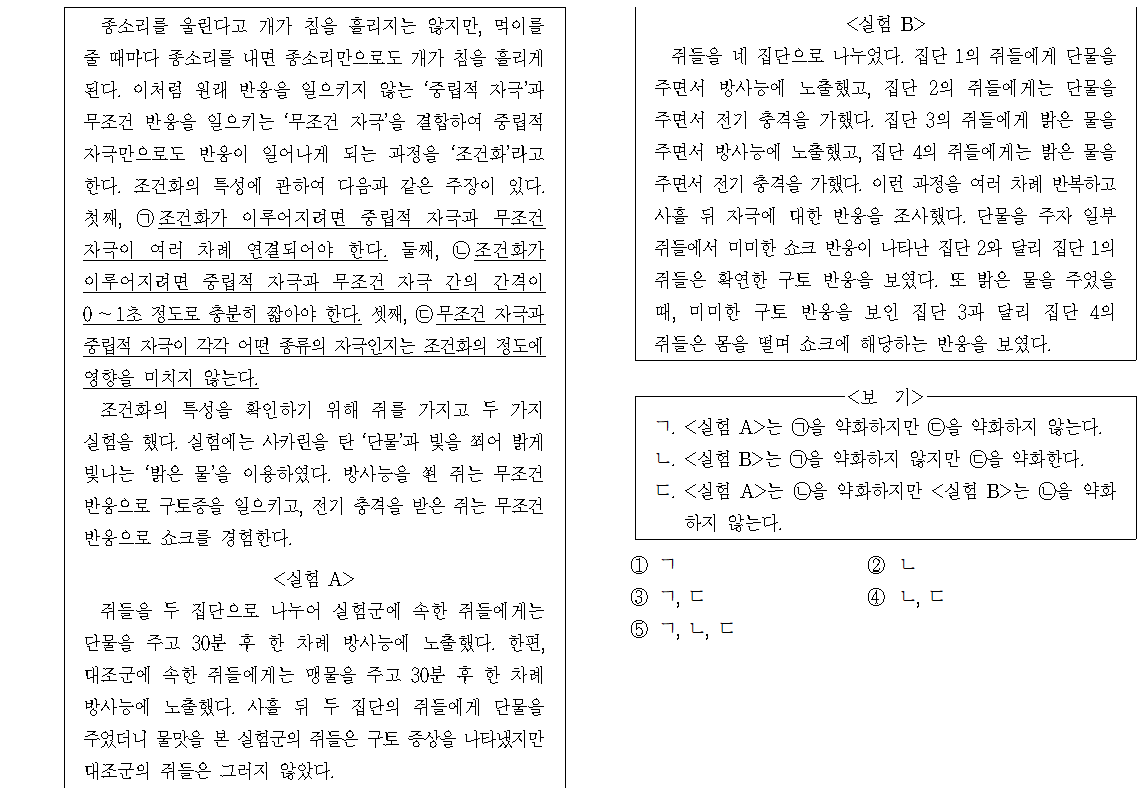 종소리를 울린다고 개가 침을 흘리지는 않지만, 먹이를
줄 때마다 종소리를 내면 종소리만으로도 개가 침을 흘리게
된다. 이처럼 원래 반응을 일으키지 않는 ‘중립적 자극’과
무조건 반응을 일으키는 ‘무조건 자극’을 결합하여 중립적
자극만으로도 반응이 일어나게 되는 과정을 ‘조건화’라고
한다. 조건화의 특성에 관하여 다음과 같은 주장이 있다.
첫째, ㉠조건화가 이루어지려면 중립적 자극과 무조건
자극이 여러 차례 연결되어야 한다. 둘째, ㉡조건화가
이루어지려면 중립적 자극과 무조건 자극 간의 간격이
0 ~ 1초 정도로 충분히 짧아야 한다. 셋째, ㉢무조건 자극과
중립적 자극이 각각 어떤 종류의 자극인지는 조건화의 정도에
영향을 미치지 않는다.
조건화의 특성을 확인하기 위해 쥐를 가지고 두 가지
실험을 했다. 실험에는 사카린을 탄 ‘단물’과 빛을 쬐어 밝게
빛나는 ‘밝은 물’을 이용하였다. 방사능을 쐰 쥐는 무조건
반응으로 구토증을 일으키고, 전기 충격을 받은 쥐는 무조건
반응으로 쇼크를 경험한다.
<실험 A>
쥐들을 두 집단으로 나누어 실험군에 속한 쥐들에게는
단물을 주고 30분 후 한 차례 방사능에 노출했다. 한편,
대조군에 속한 쥐들에게는 맹물을 주고 30분 후 한 차례
방사능에 노출했다. 사흘 뒤 두 집단의 쥐들에게 단물을
주었더니 물맛을 본 실험군의 쥐들은 구토 증상을 나타냈지만
대조군의 쥐들은 그러지 않았다.
<실험 B>
쥐들을 네 집단으로 나누었다. 집단 1의 쥐들에게 단물을
주면서 방사능에 노출했고, 집단 2의 쥐들에게는 단물을
주면서 전기 충격을 가했다. 집단 3의 쥐들에게 밝은 물을
주면서 방사능에 노출했고, 집단 4의 쥐들에게는 밝은 물을
주면서 전기 충격을 가했다. 이런 과정을 여러 차례 반복하고
사흘 뒤 자극에 대한 반응을 조사했다. 단물을 주자 일부
쥐들에서 미미한 쇼크 반응이 나타난 집단 2와 달리 집단 1의
쥐들은 확연한 구토 반응을 보였다. 또 밝은 물을 주었을
때, 미미한 구토 반응을 보인 집단 3과 달리 집단 4의
쥐들은 몸을 떨며 쇼크에 해당하는 반응을 보였다.
<보 기>
ㄱ. <실험 A>는 ㉠을 약화하지만 ㉢을 약화하지 않는다.
ㄴ. <실험 B>는 ㉠을 약화하지 않지만 ㉢을 약화한다.
ㄷ. <실험 A>는 ㉡을 약화하지만 <실험 B>는 ㉡을 약화
하지 않는다.
① ㄱ ② ㄴ
③ ㄱ, ㄷ ④ ㄴ, ㄷ
⑤ ㄱ, ㄴ, ㄷ